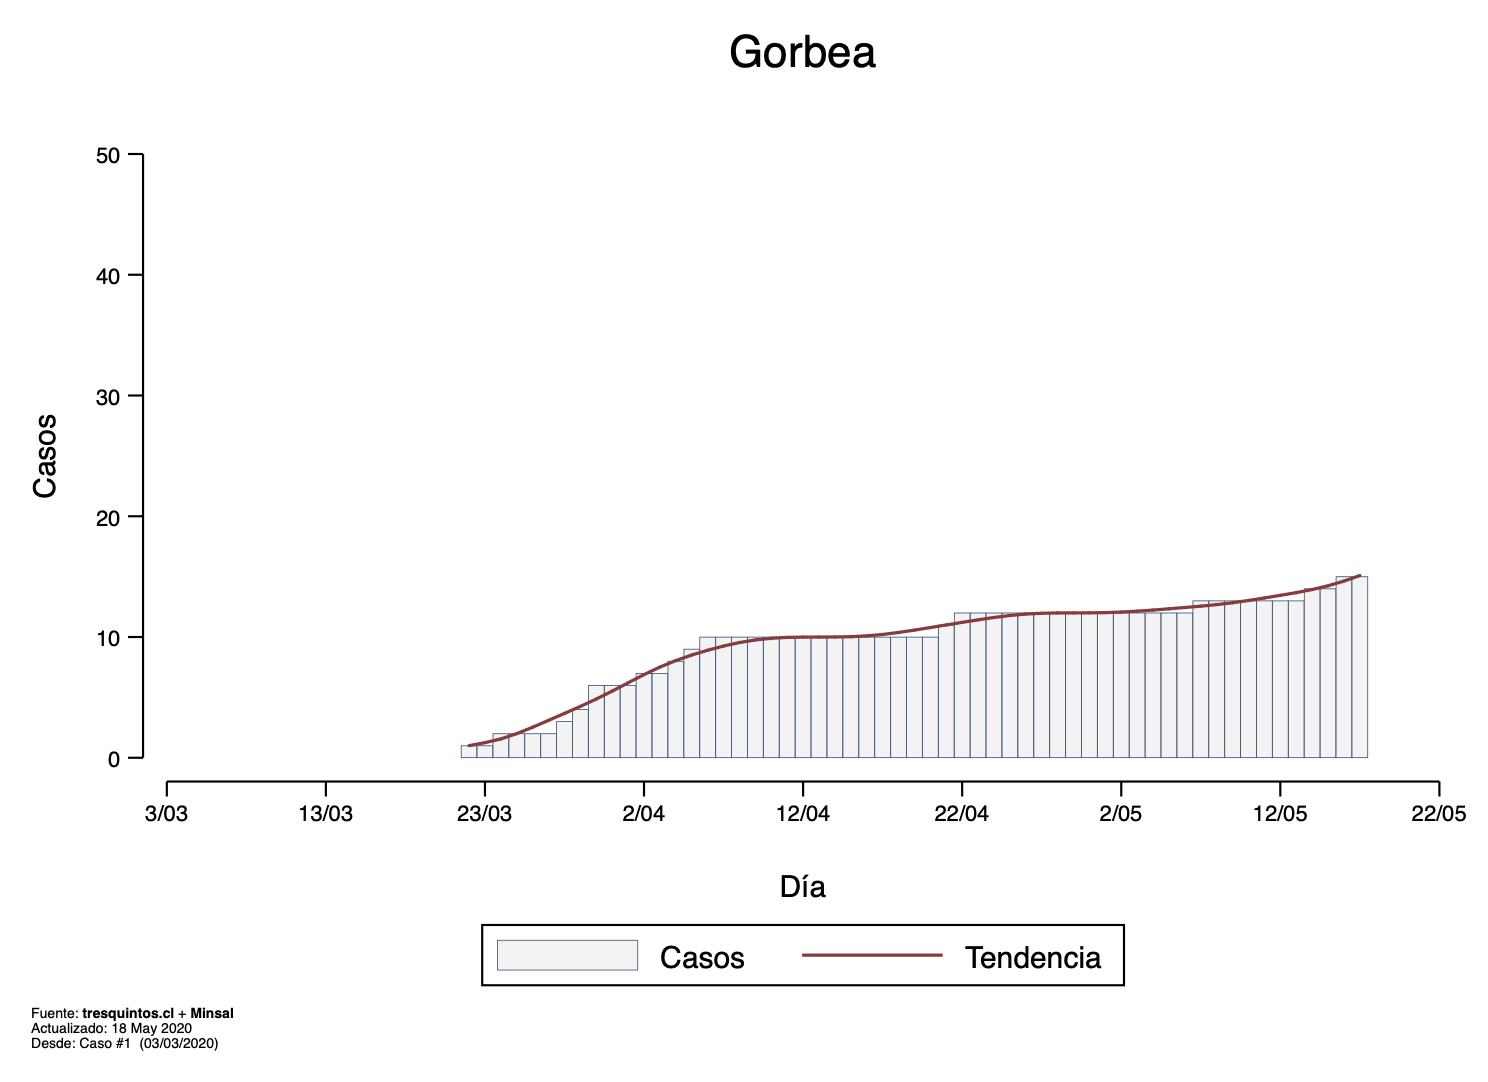 Gorbea
50
40
30
20
10
0
Casos
3/03 13/03 23/03 2/04 12/04 22/04 2/05 12/05 22/05
Día
Casos Tendencia
Fuente: tresquintos.cl + Minsal
Actualizado: 18 May 2020
Desde: Caso #1 (03/03/2020)